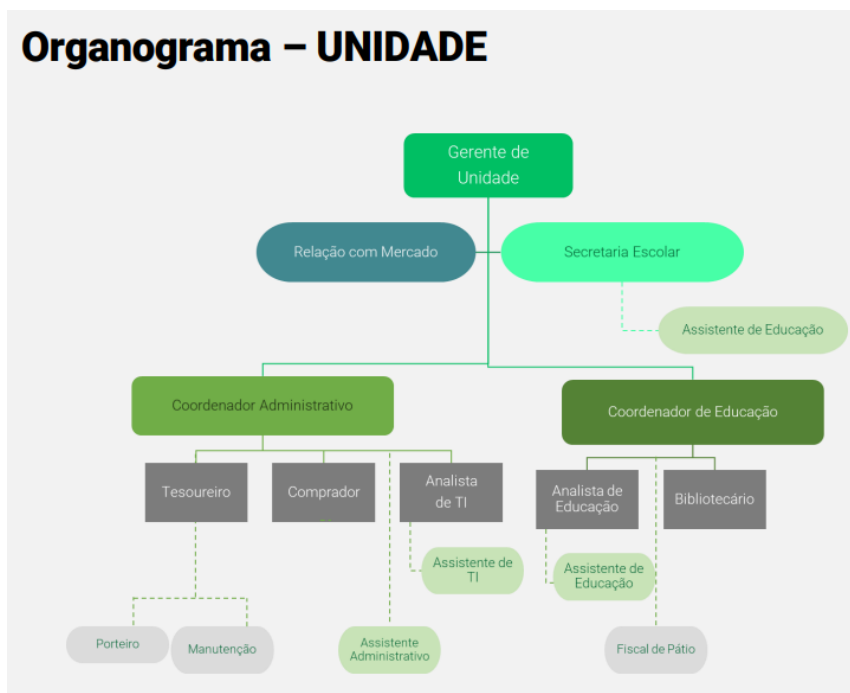 Organograma – UNIDADE
Gerente de
Unidade
Relação com Mercado
Secretaria Escolar
Assistente de Educação
Coordenador Administrativo
Coordenador de Educação
Tesoureiro
Comprador
Analista
de TI
Analista de
Educação
Bibliotecário
Assistente de
TI
Assistente de
Educação
Porteiro
Manutenção
Assistente
Administrativo
Fiscal de Pátio